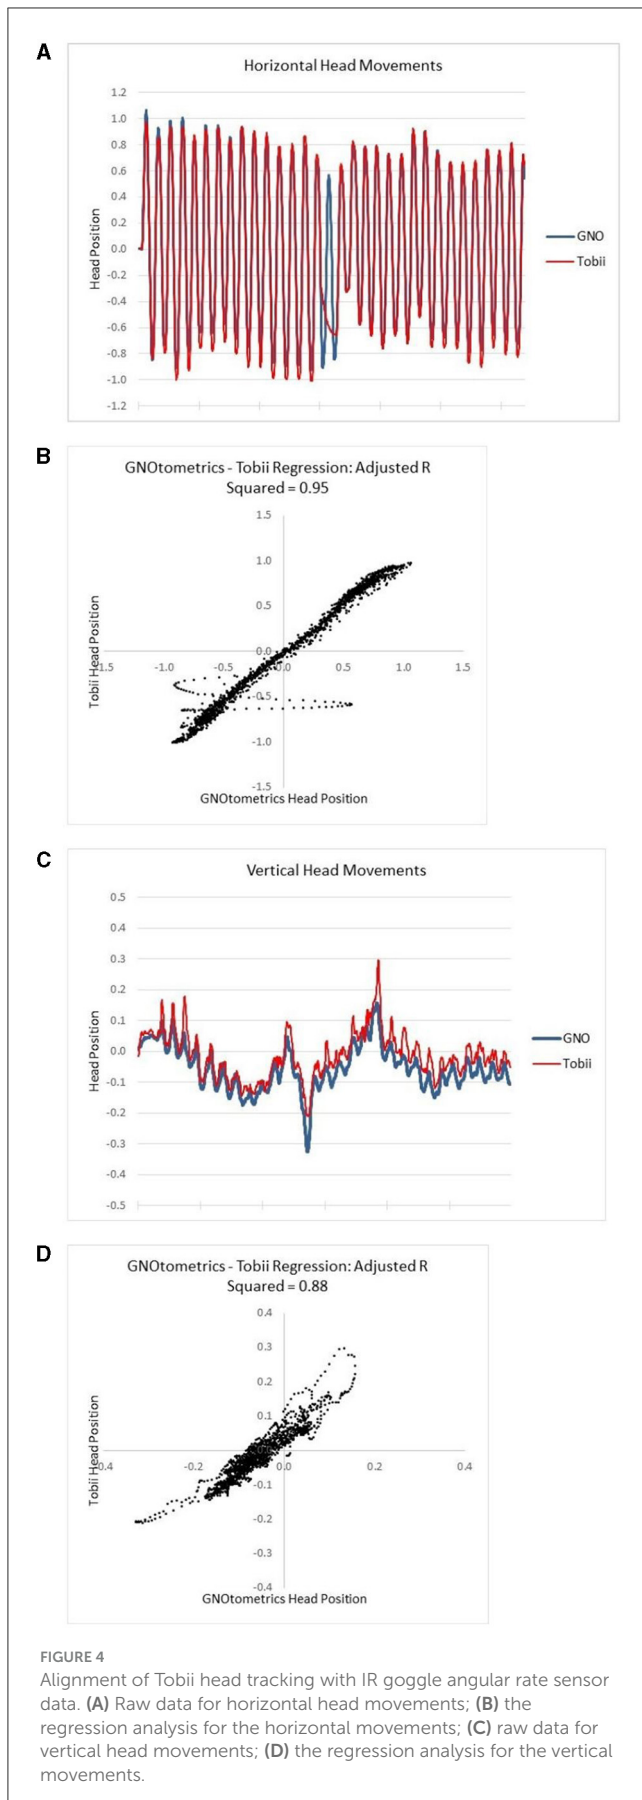 A
Horizontal Head Movements
1.2
1.0
0.8
0.6
0.4
0.2
0.0
-0.2
-0.4
-0.6
-0.8
-1.0
-1.2
Head Position
GNO
Tobii
B
GNOtometrics - Tobii Regression: Adjusted R
Squared = 0.95
1.5
1.0
0.5
0.0
-0.5
-1.0
-1.5
-1.5
-1.0
-0.5
0.0
0.5
1.0
1.5
Tobii Head Position
GNOtometrics Head Position
C
Vertical Head Movements
0.5
0.4
0.3
0.2
0.1
0.0
-0.1
-0.2
-0.3
-0.4
-0.5
Head Position
GNO
Tobii
D
GNOtometrics - Tobii Regression: Adjusted R
Squared = 0.88
0.4
0.3
0.2
0.1
-0.1
-0.2
-0.3
-0.4
-0.4
-0.2
0.0
0.2
0.4
Tobii Head Position
GNOtometrics Head Position
FIGURE 4
Alignment of Tobii head tracking with IR goggle angular rate sensor
data. (A) Raw data for horizontal head movements; (B) the
regression analysis for the horizontal movements; (C) raw data for
vertical head movements; (D) the regression analysis for the vertical
movements.